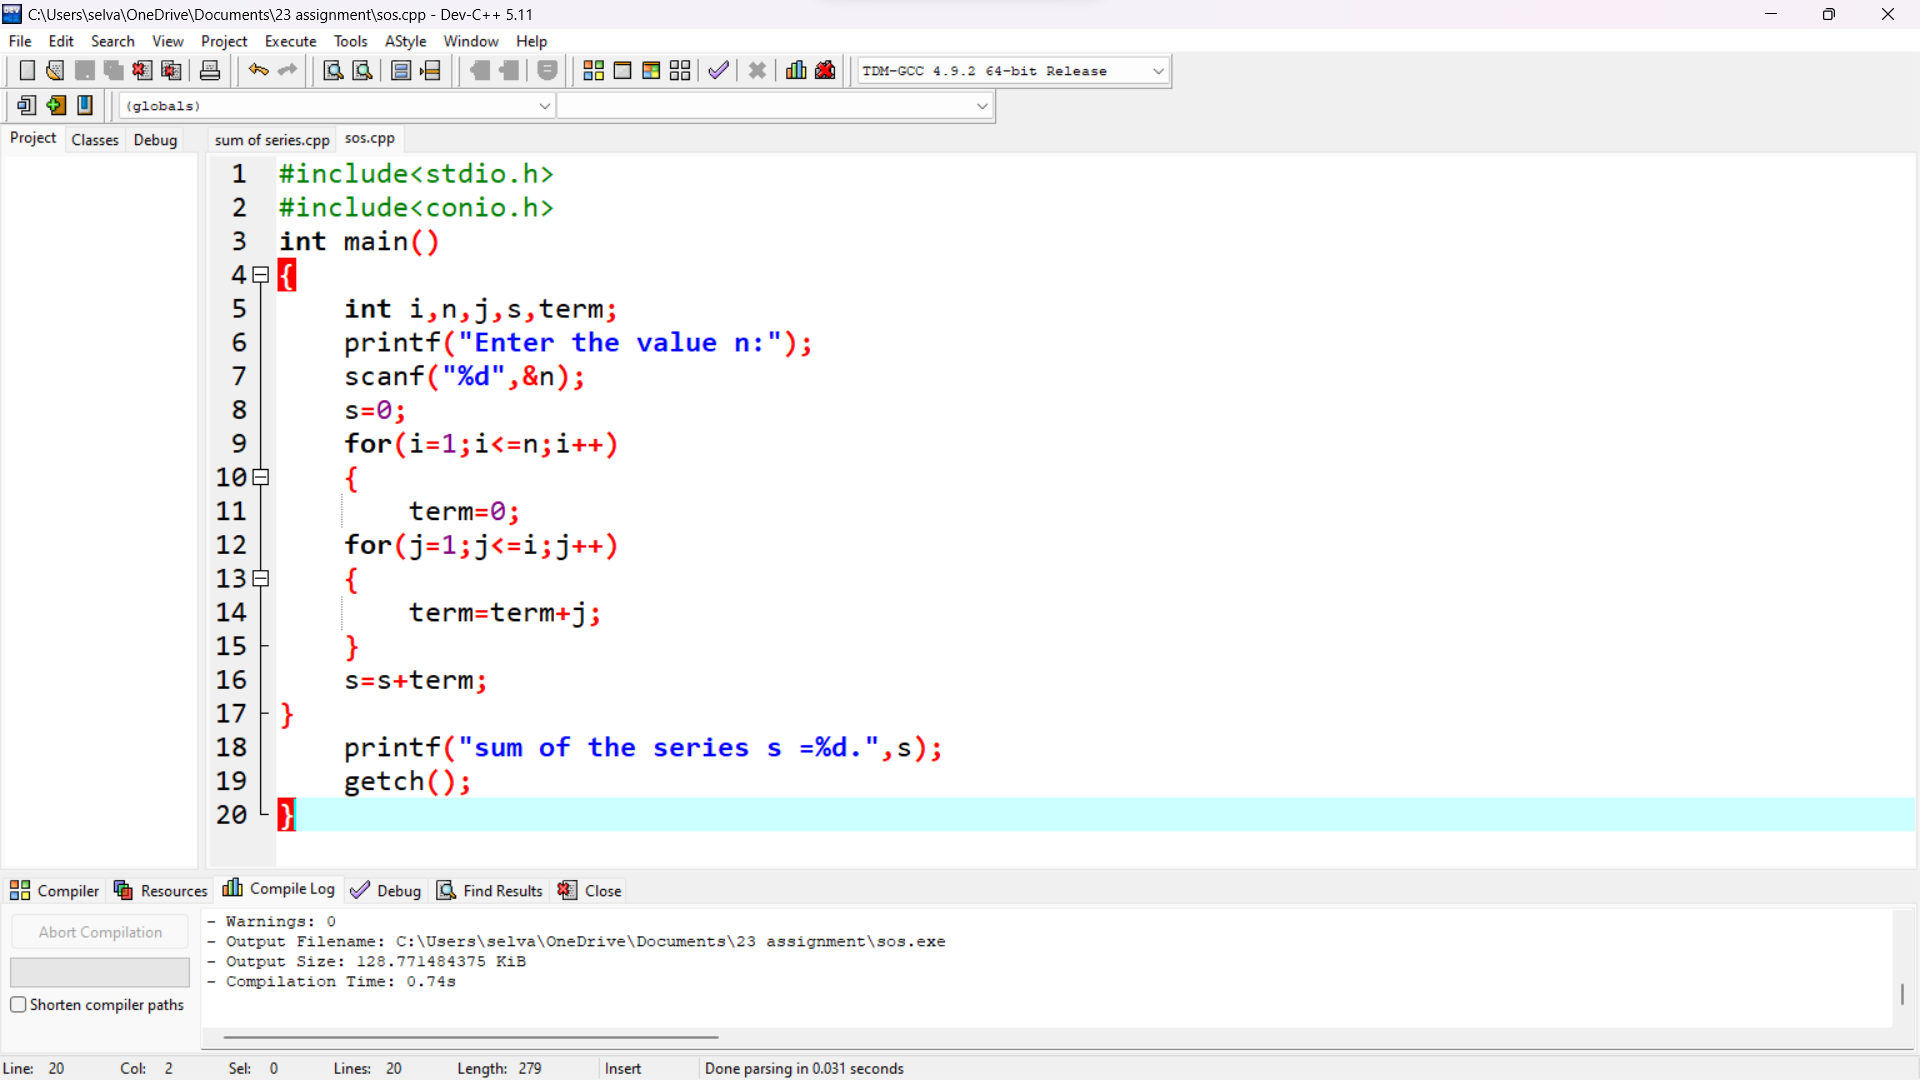 C:\Users\selva\OneDrive\Documents\23 assignment\sos.cpp - Dev-C++ 5.11
File Edit Search View Project Execute Tools AStyle Window Help
TDM-GCC 4.9.2 64-bit Release
(globals)
Project Classes Debug sum of series.cpp sos.cpp
1 #include<stdio.h>
2 #include<conio.h>
3 int main()
4 {
5 int i,n,j,s,term;
6 printf("Enter the value n:");
7 scanf("%d",&n);
8 s=0;
9 for(i=1;i<=n;i++)
10 {
11 term=0;
12 for(j=1;j<=i;j++)
13 {
14 term=term+j;
15 }
16 s=s+term;
17 }
18 printf("sum of the series s =%d.",s);
19 getch();
20 }
Compiler Resources Compile Log Debug Find Results Close
Abort Compilation
Shorten compiler paths
- Warnings: 0
- Output Filename: C:\Users\selva\OneDrive\Documents\23 assignment\sos.exe
- Output Size: 128.771484375 KiB
- Compilation Time: 0.74s
Line: 20 Col: 2 Sel: 0 Lines: 20 Length: 279 Insert Done parsing in 0.031 seconds